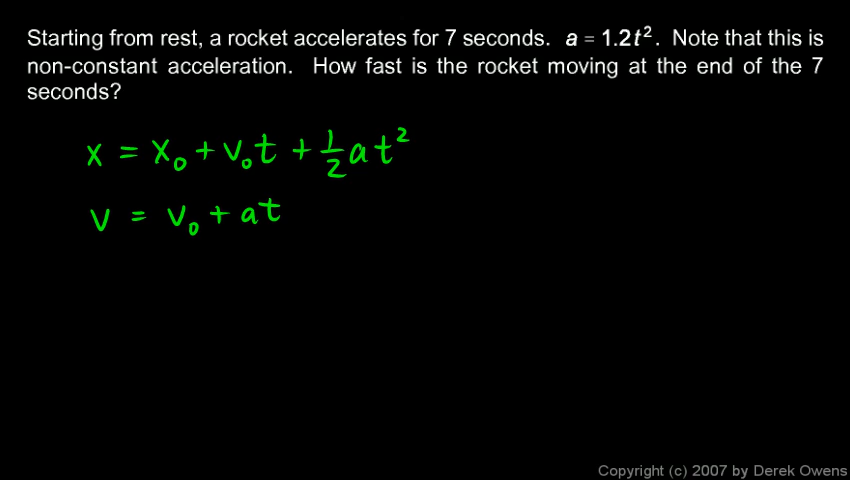 Starting from rest, a rocket accelerates for 7 seconds.  a = 1.2t².  Note that this is
non-constant acceleration.  How fast is the rocket moving at the end of the 7
seconds?
x = x₀ + v₀t + ½at²
v = v₀ + at
Copyright (c) 2007 by Derek Owens